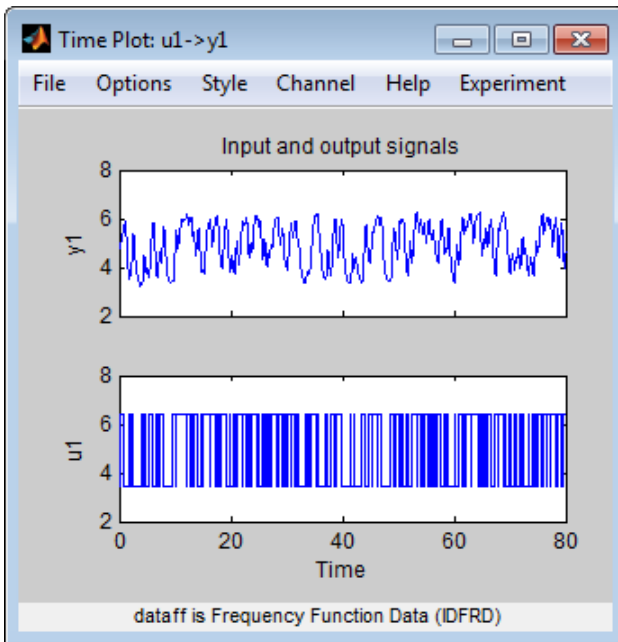 Time Plot: u1->y1
File Options Style Channel Help Experiment
Input and output signals
8
6
4
2
y1
8
6
4
2
u1
0 20 40 60 80
Time
dataff is Frequency Function Data (IDFRD)